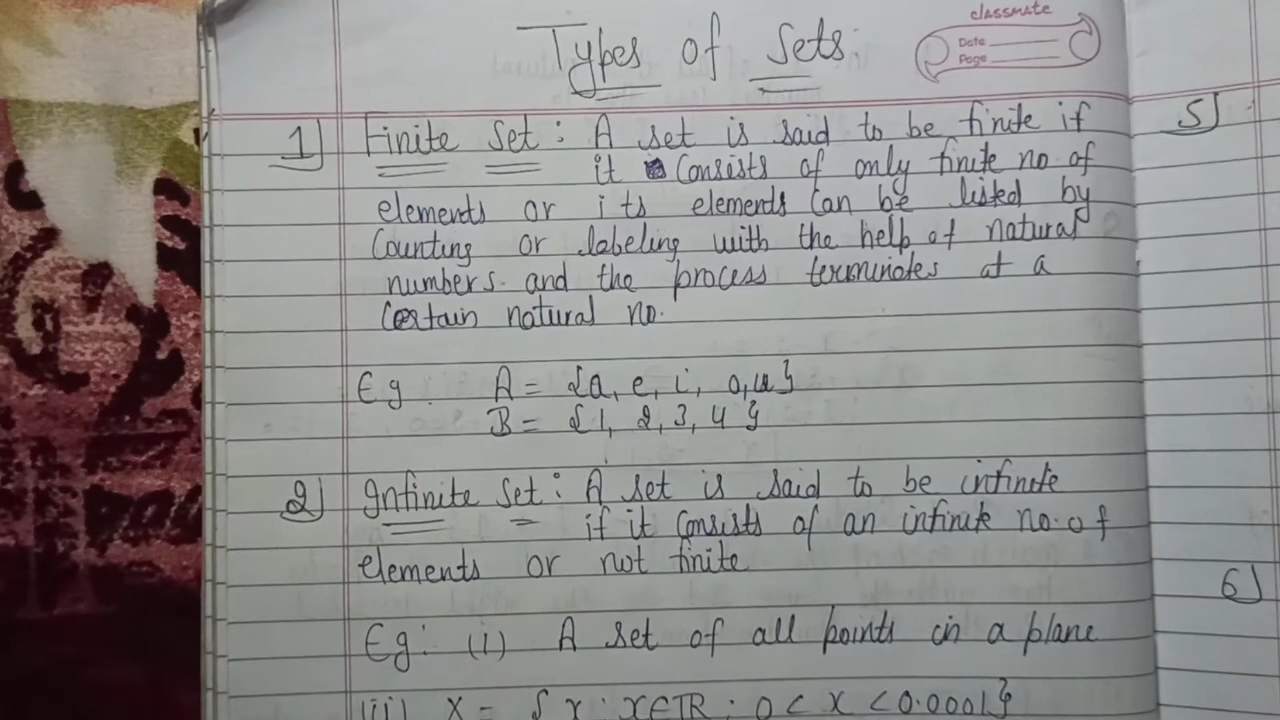 classmate
Date
Page
Types of Sets.
1) Finite Set : A set is said to be finite if
it consists of only finite no of
elements or its elements can be listed by
counting or labeling with the help of natural
numbers. and the process terminates at a
certain natural no.
Eg : A = {a, e, i, o, u}
B = {1, 2, 3, 4}
2) Infinite Set : A set is said to be infinite
if it consists of an infinite no. of
elements or not finite
Eg: (i) A set of all points in a plane
(ii) X = {x : x∈R ; 0 < x < 0.0001}
5)
6)